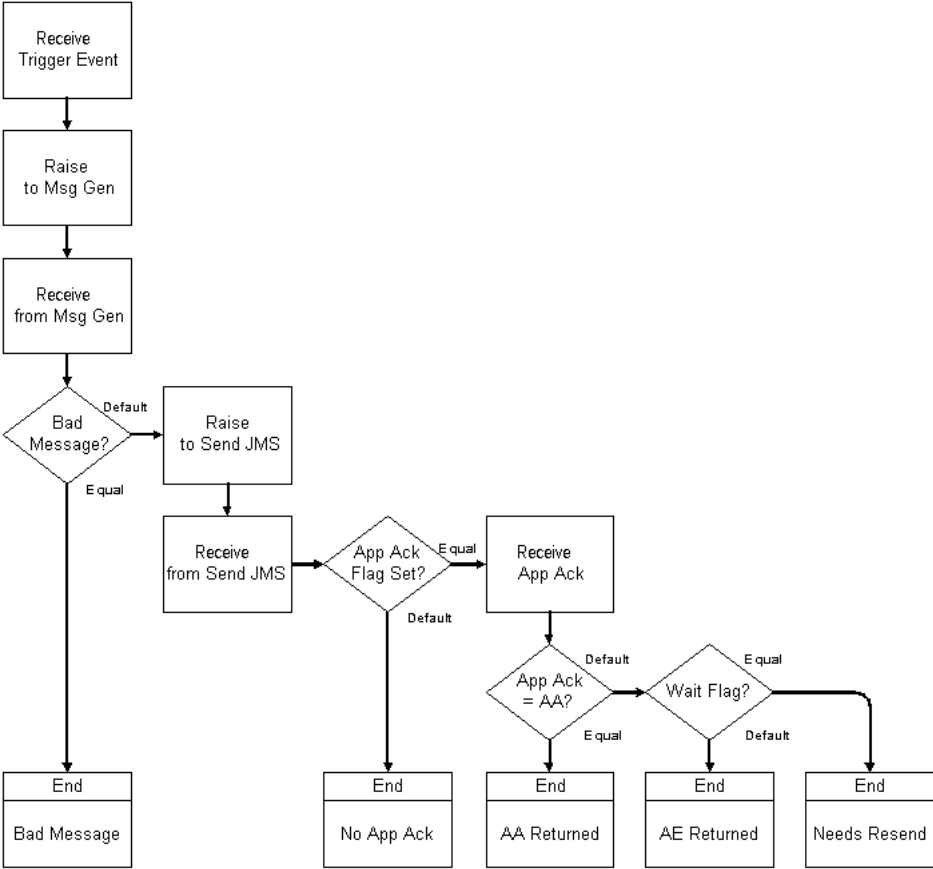 Receive
Trigger Event
Raise
to Msg Gen
Receive
from Msg Gen
Bad
Message?
Default
Equal
Raise
to Send JMS
Receive
from Send JMS
App Ack
Flag Set?
Equal
Default
Receive
App Ack
App Ack
= AA?
Default
Equal
Wait Flag?
Equal
Default
End
Bad Message
End
No App Ack
End
AA Returned
End
AE Returned
End
Needs Resend